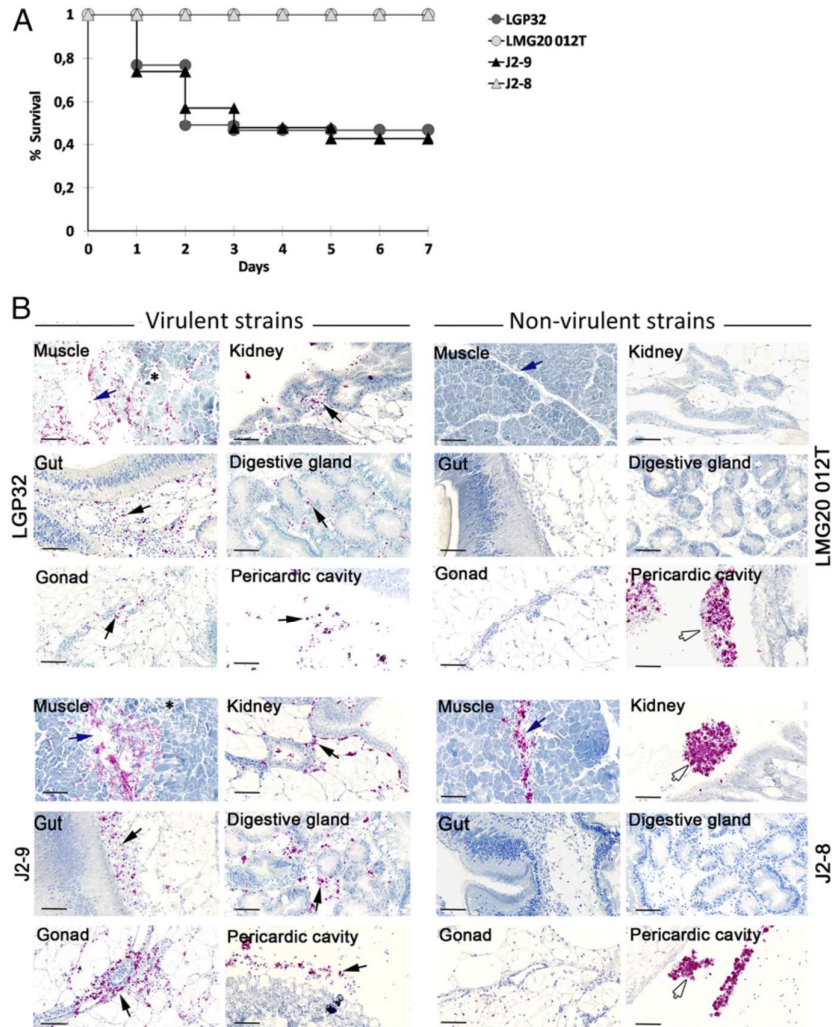 A
LGP32
LMG20 012T
J2-9
J2-8
% Survival
1
0,8
0,6
0,4
0,2
0
0 1 2 3 4 5 6 7
Days
B
Virulent strains
Non-virulent strains
LGP32
Muscle
*
Kidney
Gut
Digestive gland
Gonad
Pericardic cavity
LMG20 012T
Muscle
Kidney
Gut
Digestive gland
Gonad
Pericardic cavity
J2-9
Muscle
*
Kidney
Gut
Digestive gland
Gonad
Pericardic cavity
J2-8
Muscle
Kidney
Gut
Digestive gland
Gonad
Pericardic cavity